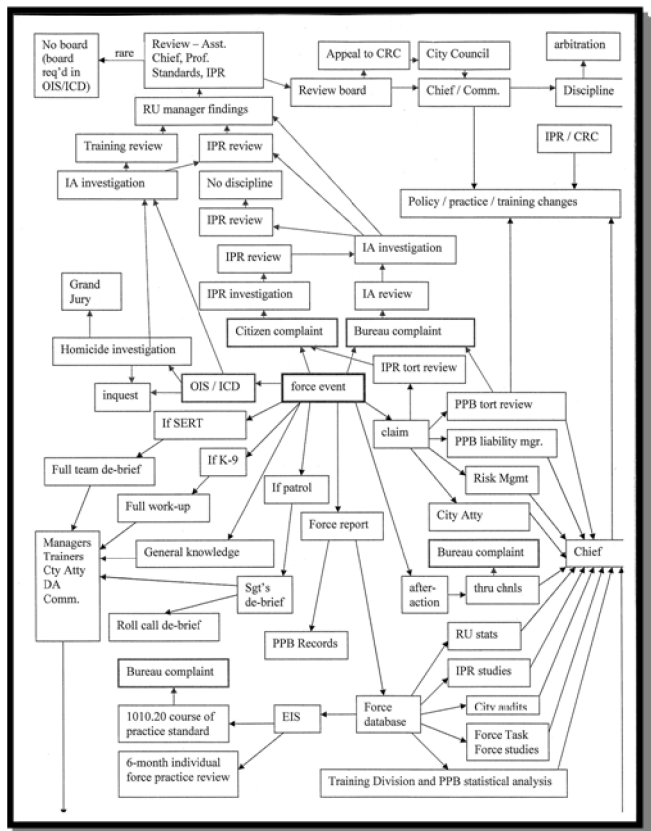 No board
(board
req'd in
OIS/ICD)
rare
Review – Asst.
Chief, Prof.
Standards, IPR
Appeal to CRC
City Council
arbitration
Review board
Chief / Comm.
Discipline
RU manager findings
Training review
IPR review
IPR / CRC
IA investigation
No discipline
Policy / practice / training changes
IPR review
IPR review
IA investigation
Grand
Jury
IPR investigation
IA review
Citizen complaint
Bureau complaint
Homicide investigation
IPR tort review
inquest
OIS / ICD
force event
PPB tort review
If SERT
claim
PPB liability mgr.
Full team de-brief
If K-9
If patrol
Risk Mgmt
Full work-up
City Atty
Force report
Managers
Trainers
Cty Atty
DA
Comm.
General knowledge
Bureau complaint
Chief
Sgt's
de-brief
after-
action
thru chnls
Roll call de-brief
PPB Records
RU stats
Bureau complaint
IPR studies
1010.20 course of
practice standard
EIS
Force
database
City audits
Force Task
Force studies
6-month individual
force practice review
Training Division and PPB statistical analysis